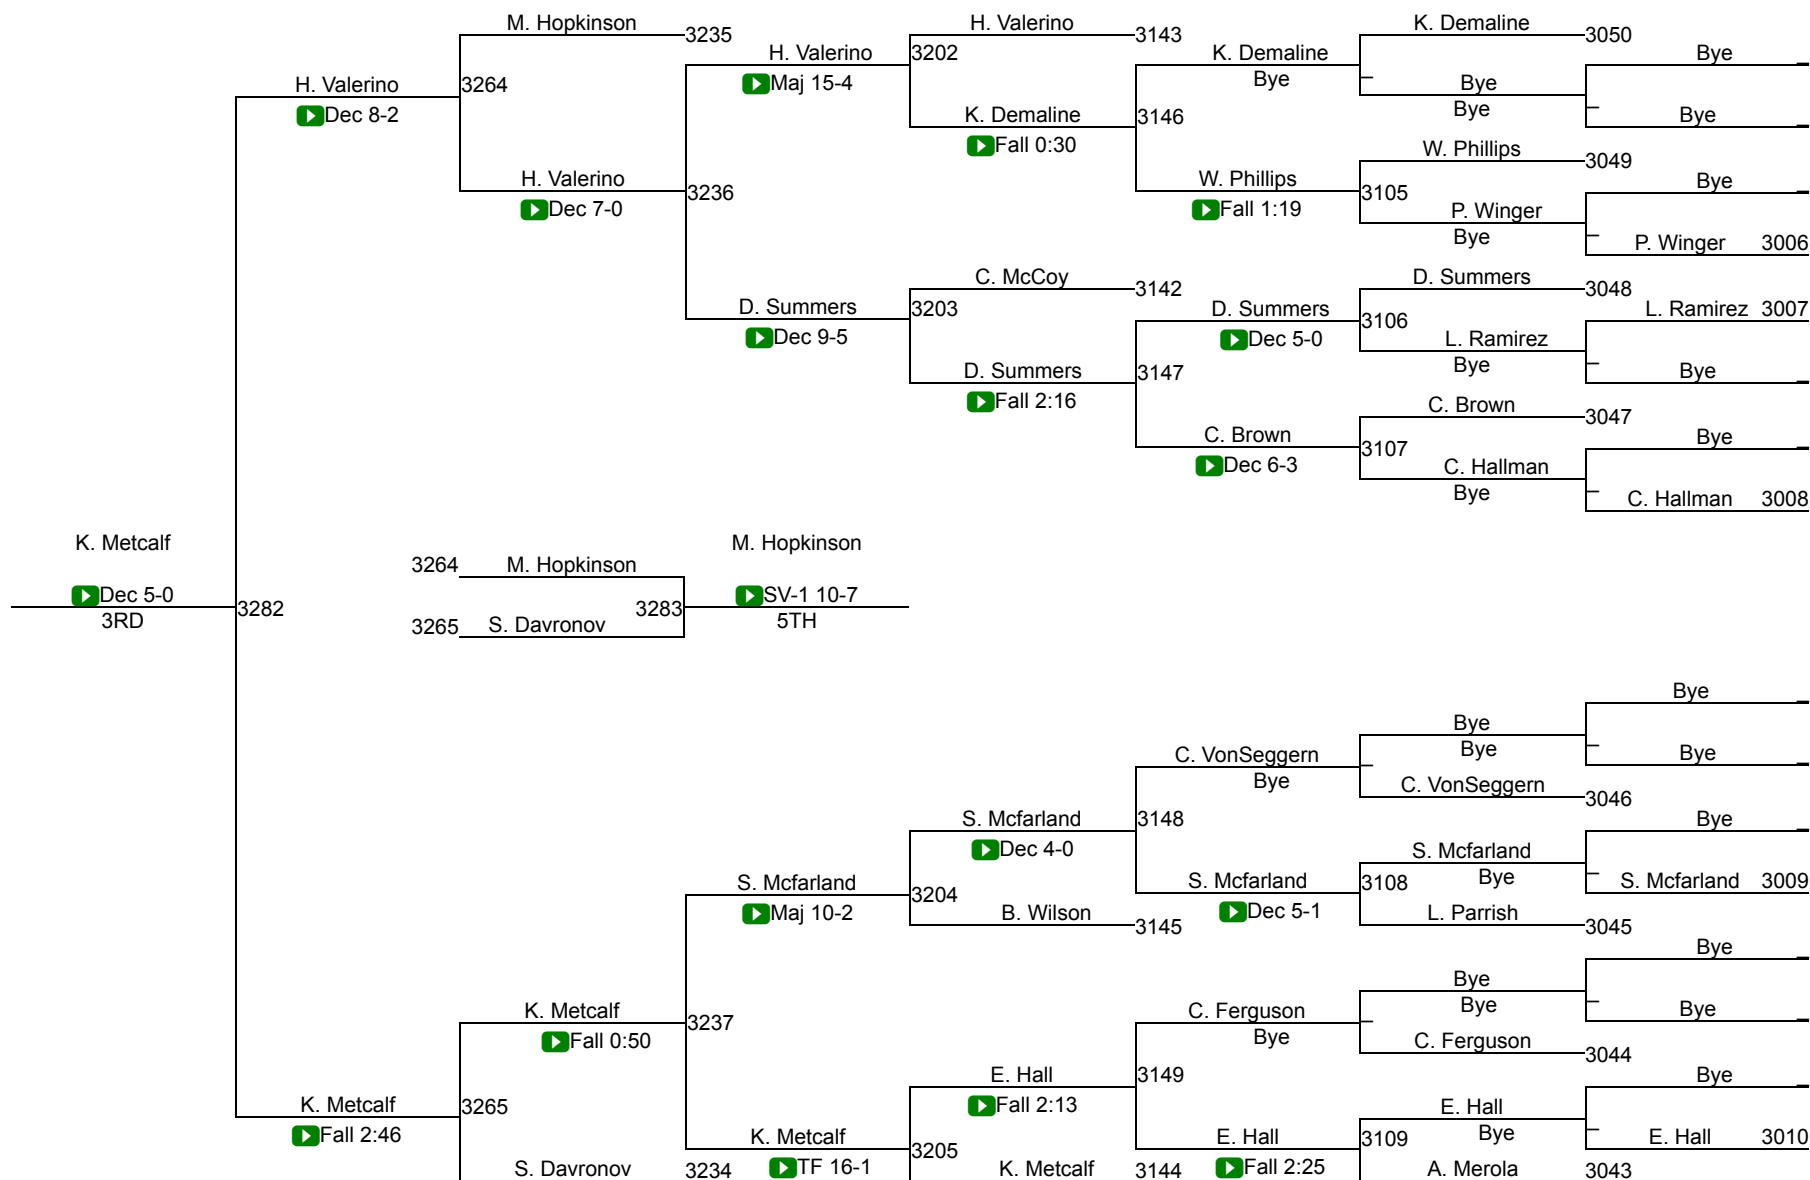 M. Hopkinson
H. Valerino
K. Demaline
3235
3143
3050
H. Valerino
3202
K. Demaline
Bye
Maj 15-4
Bye
Bye
H. Valerino
3264
Bye
Dec 8-2
K. Demaline
3146
Bye
Fall 0:30
W. Phillips
3049
H. Valerino
W. Phillips
Bye
Dec 7-0
3236
Fall 1:19
3105
P. Winger
Bye
P. Winger 3006
C. McCoy
D. Summers
3142
3048
D. Summers
3203
D. Summers
L. Ramirez 3007
Dec 9-5
Dec 5-0
3106
L. Ramirez
Bye
D. Summers
3147
Bye
Fall 2:16
C. Brown
3047
C. Brown
Bye
Dec 6-3
3107
C. Hallman
Bye
C. Hallman 3008
K. Metcalf
M. Hopkinson
3264 M. Hopkinson
Dec 5-0
SV-1 10-7
3RD
3282
3283
5TH
3265 S. Davronov
Bye
Bye
C. VonSeggern
Bye
Bye
Bye
C. VonSeggern
3046
S. Mcfarland
3148
Bye
Dec 4-0
S. Mcfarland
S. Mcfarland
S. Mcfarland
3108
Bye
S. Mcfarland 3009
Maj 10-2
3204
B. Wilson
Dec 5-1
L. Parrish
3145
3045
Bye
Bye
K. Metcalf
C. Ferguson
Bye
Bye
3237
Fall 0:50
Bye
C. Ferguson
3044
E. Hall
3149
Bye
K. Metcalf
3265
Fall 2:13
E. Hall
Fall 2:46
K. Metcalf
E. Hall
3109
Bye
E. Hall 3010
3205
S. Davronov
3234
TF 16-1
K. Metcalf
3144
Fall 2:25
A. Merola
3043